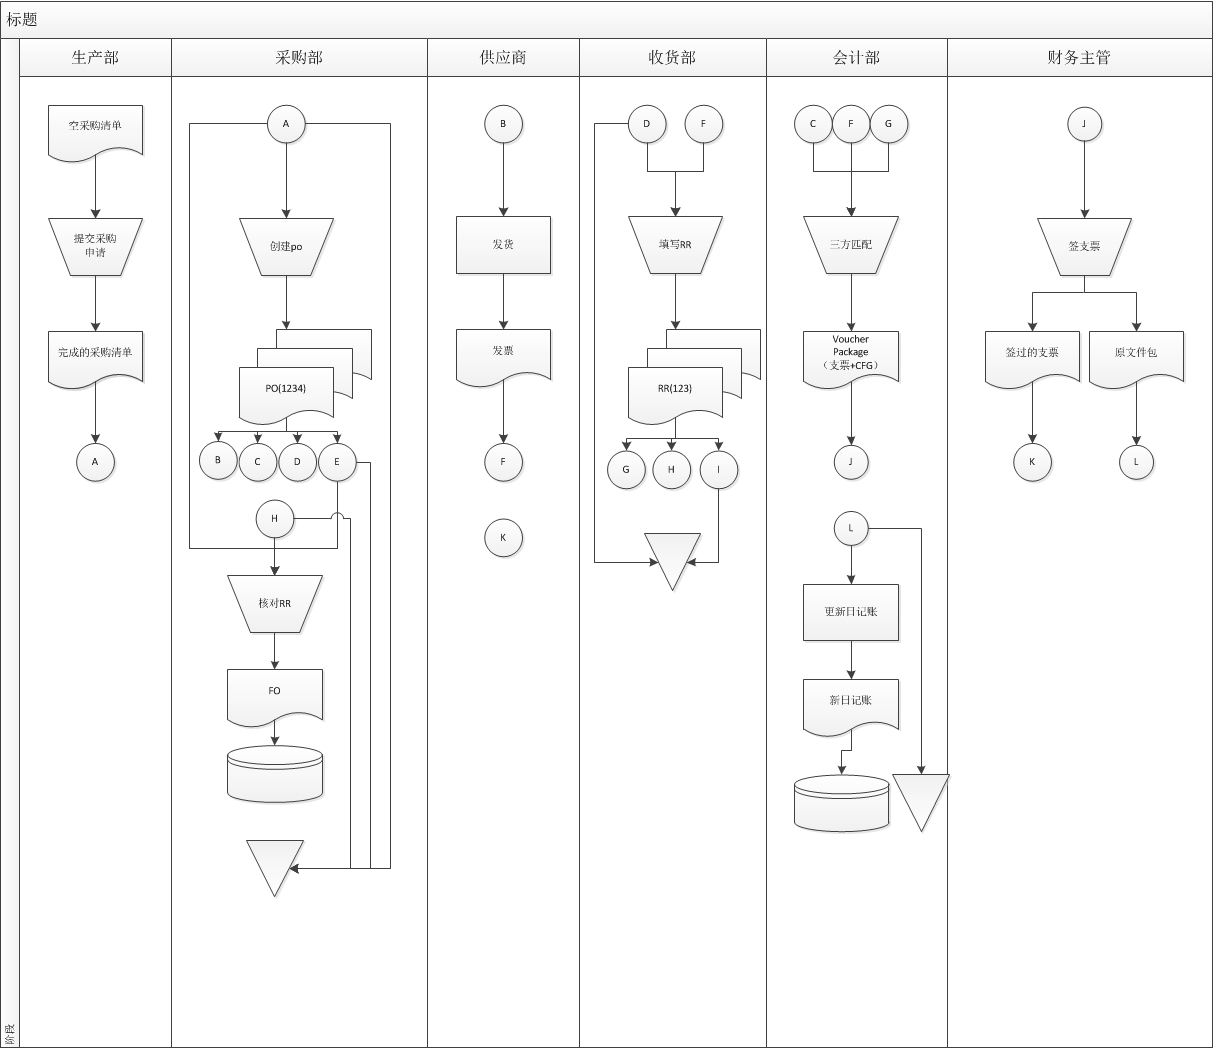 标题
生产部
采购部
供应商
收货部
会计部
财务主管
空采购清单
提交采购
申请
完成的采购清单
A
A
创建po
PO(1234)
B
C
D
E
H
核对RR
FO
B
发货
发票
F
K
D
F
填写RR
RR(123)
G
H
I
C
F
G
三方匹配
Voucher
Package
（支票+CFG）
J
L
更新日记账
新日记账
J
签支票
签过的支票
原文件包
K
L
阶段